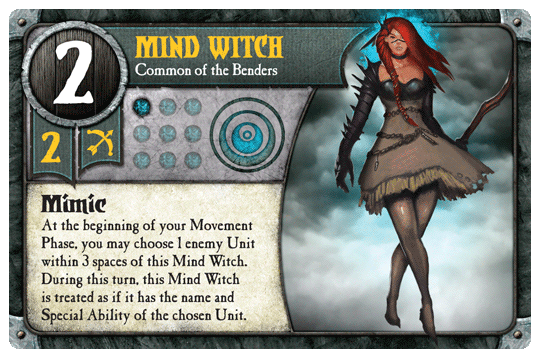 2
MIND WITCH
Common of the Benders
2
Mimic
At the beginning of your Movement
Phase, you may choose 1 enemy Unit
within 3 spaces of this Mind Witch.
During this turn, this Mind Witch
is treated as if it has the name and
Special Ability of the chosen Unit.